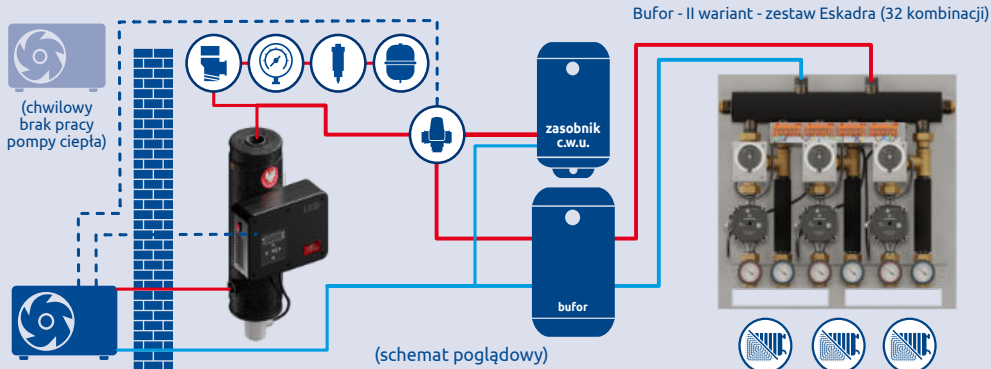 Bufor - II wariant - zestaw Eskadra (32 kombinacji)
(chwilowy
brak pracy
pompy ciepła)
zasobnik
c.w.u.
bufor
(schemat poglądowy)